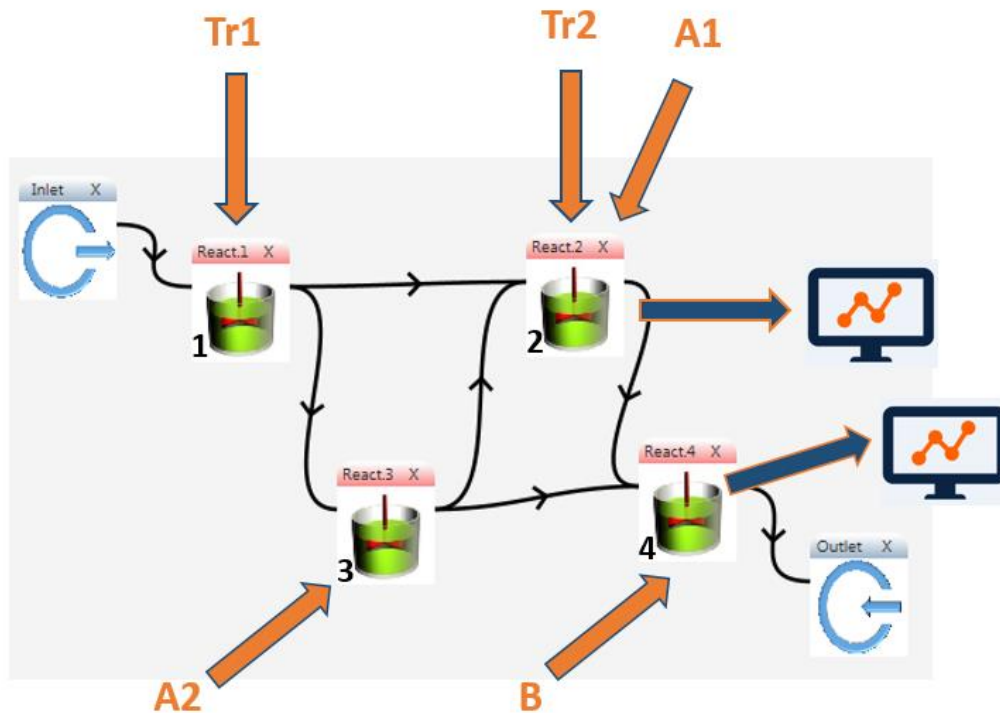 Tr1
Tr2
A1
Inlet X
React.1 X
React.2 X
1
2
React.3 X
React.4 X
3
4
Outlet X
A2
B